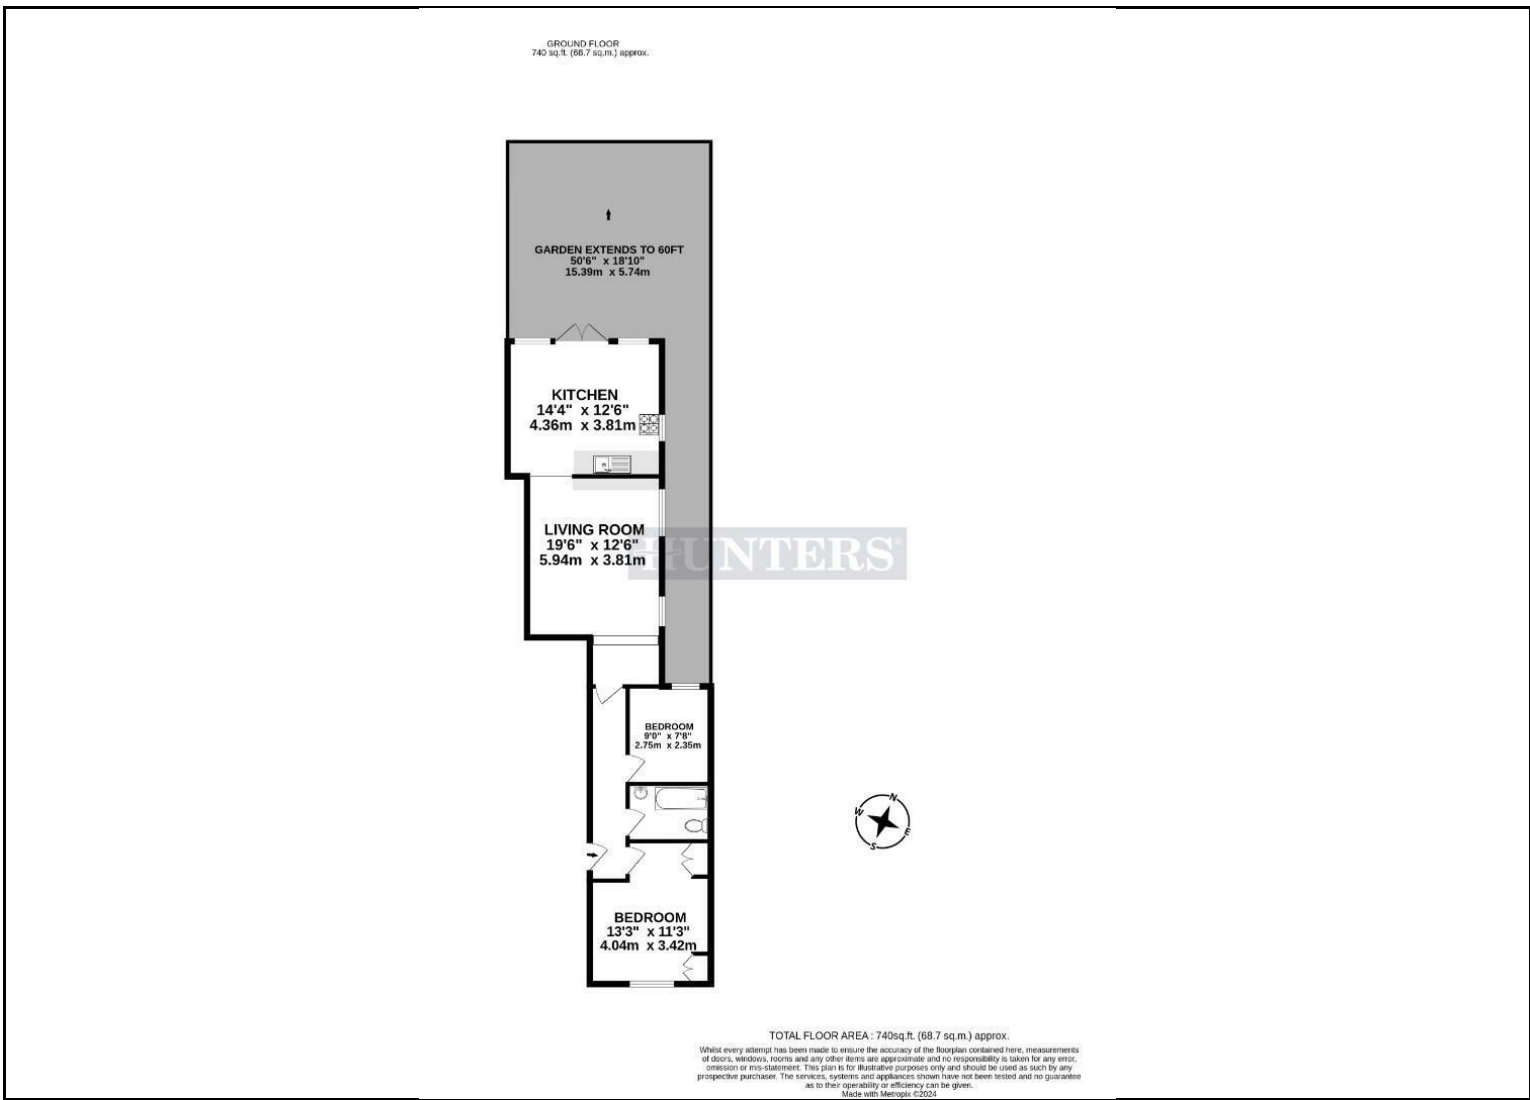 GROUND FLOOR
740 sq.ft. (68.7 sq.m.) approx.
GARDEN EXTENDS TO 60FT
50'6" x 18'10"
15.39m x 5.74m
KITCHEN
14'4" x 12'6"
4.36m x 3.81m
LIVING ROOM
19'6" x 12'6"
5.94m x 3.81m
HUNTERS
BEDROOM
9'0" x 7'8"
2.75m x 2.35m
N
W
E
S
BEDROOM
13'3" x 11'3"
4.04m x 3.42m
TOTAL FLOOR AREA : 740sq.ft. (68.7 sq.m.) approx.
Whilst every attempt has been made to ensure the accuracy of the floorplan contained here, measurements
of doors, windows, rooms and any other items are approximate and no responsibility is taken for any error,
omission or mis-statement. This plan is for illustrative purposes only and should be used as such by any
prospective purchaser. The services, systems and appliances shown have not been tested and no guarantee
as to their operability or efficiency can be given.
Made with Metropix ©2024